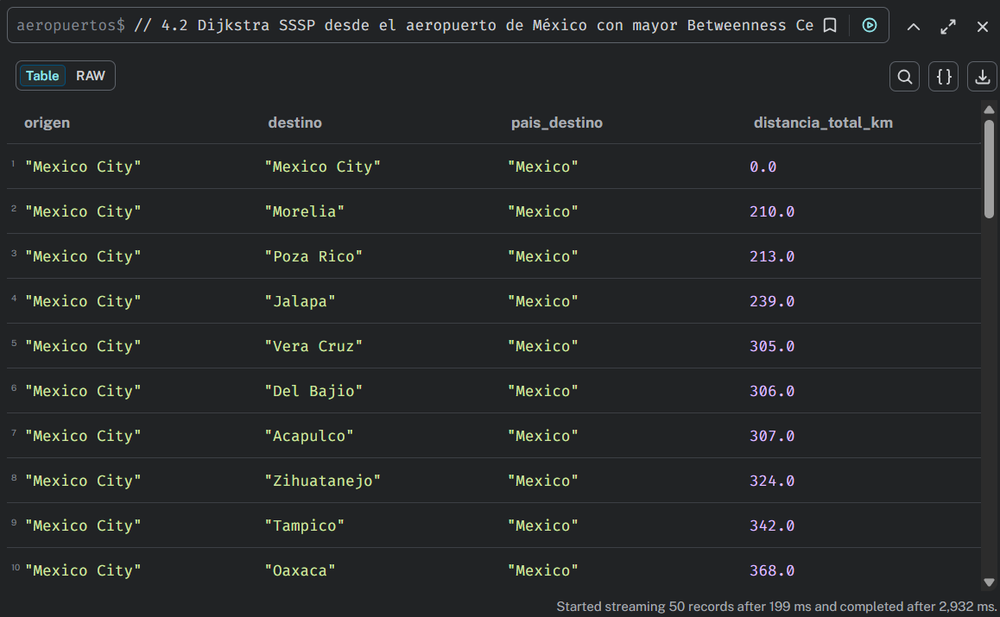 aeropuertos$ // 4.2 Dijkstra SSSP desde el aeropuerto de México con mayor Betweenness Ce
Table RAW
origen destino pais_destino distancia_total_km
1 "Mexico City" "Mexico City" "Mexico" 0.0
2 "Mexico City" "Morelia" "Mexico" 210.0
3 "Mexico City" "Poza Rico" "Mexico" 213.0
4 "Mexico City" "Jalapa" "Mexico" 239.0
5 "Mexico City" "Vera Cruz" "Mexico" 305.0
6 "Mexico City" "Del Bajio" "Mexico" 306.0
7 "Mexico City" "Acapulco" "Mexico" 307.0
8 "Mexico City" "Zihuatanejo" "Mexico" 324.0
9 "Mexico City" "Tampico" "Mexico" 342.0
10 "Mexico City" "Oaxaca" "Mexico" 368.0
Started streaming 50 records after 199 ms and completed after 2,932 ms.